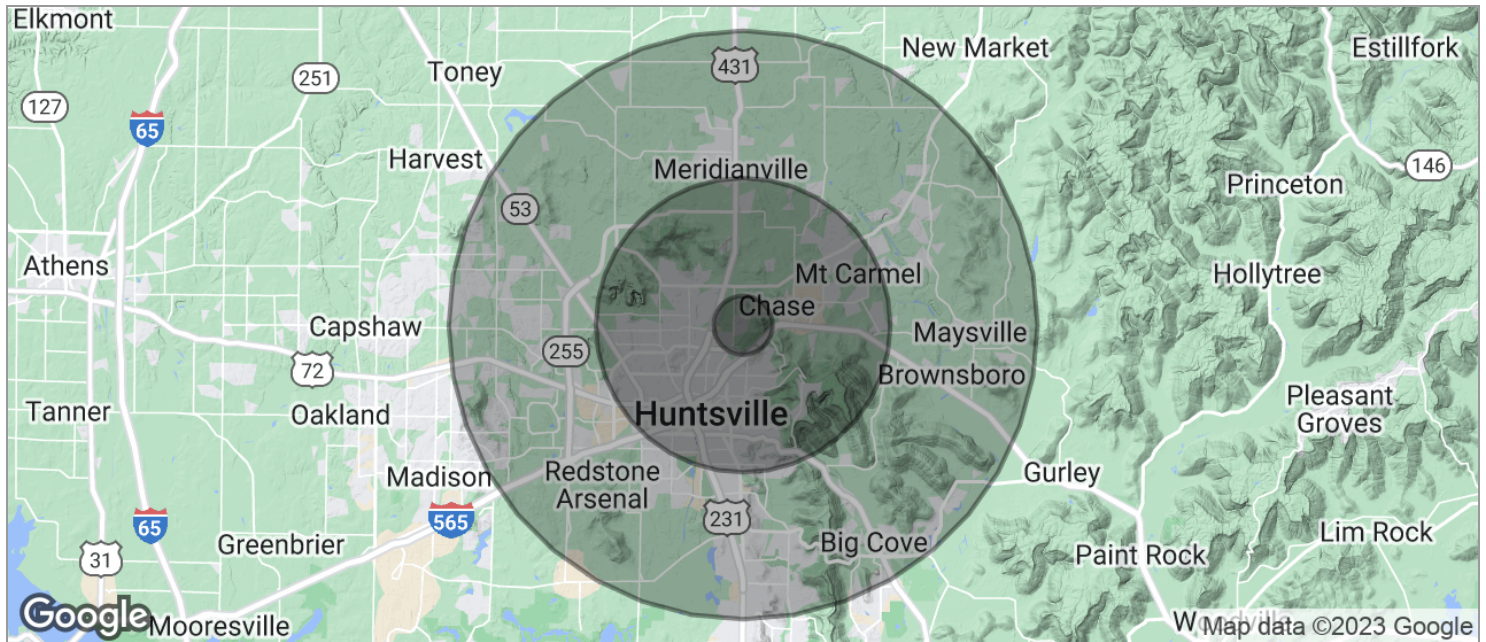 Elkmont
New Market
Estillfork
431
Toney
251
127
65
Harvest
Meridianville
146
Princeton
53
Athens
Mt Carmel
Hollytree
Chase
Capshaw
Maysville
255
72
Brownsboro
Tanner
Oakland
Huntsville
Pleasant
Groves
Madison
Redstone
Arsenal
Gurley
565
231
65
Lim Rock
31
Greenbrier
Big Cove
Paint Rock
Google
Mooresville
Map data ©2023 Google